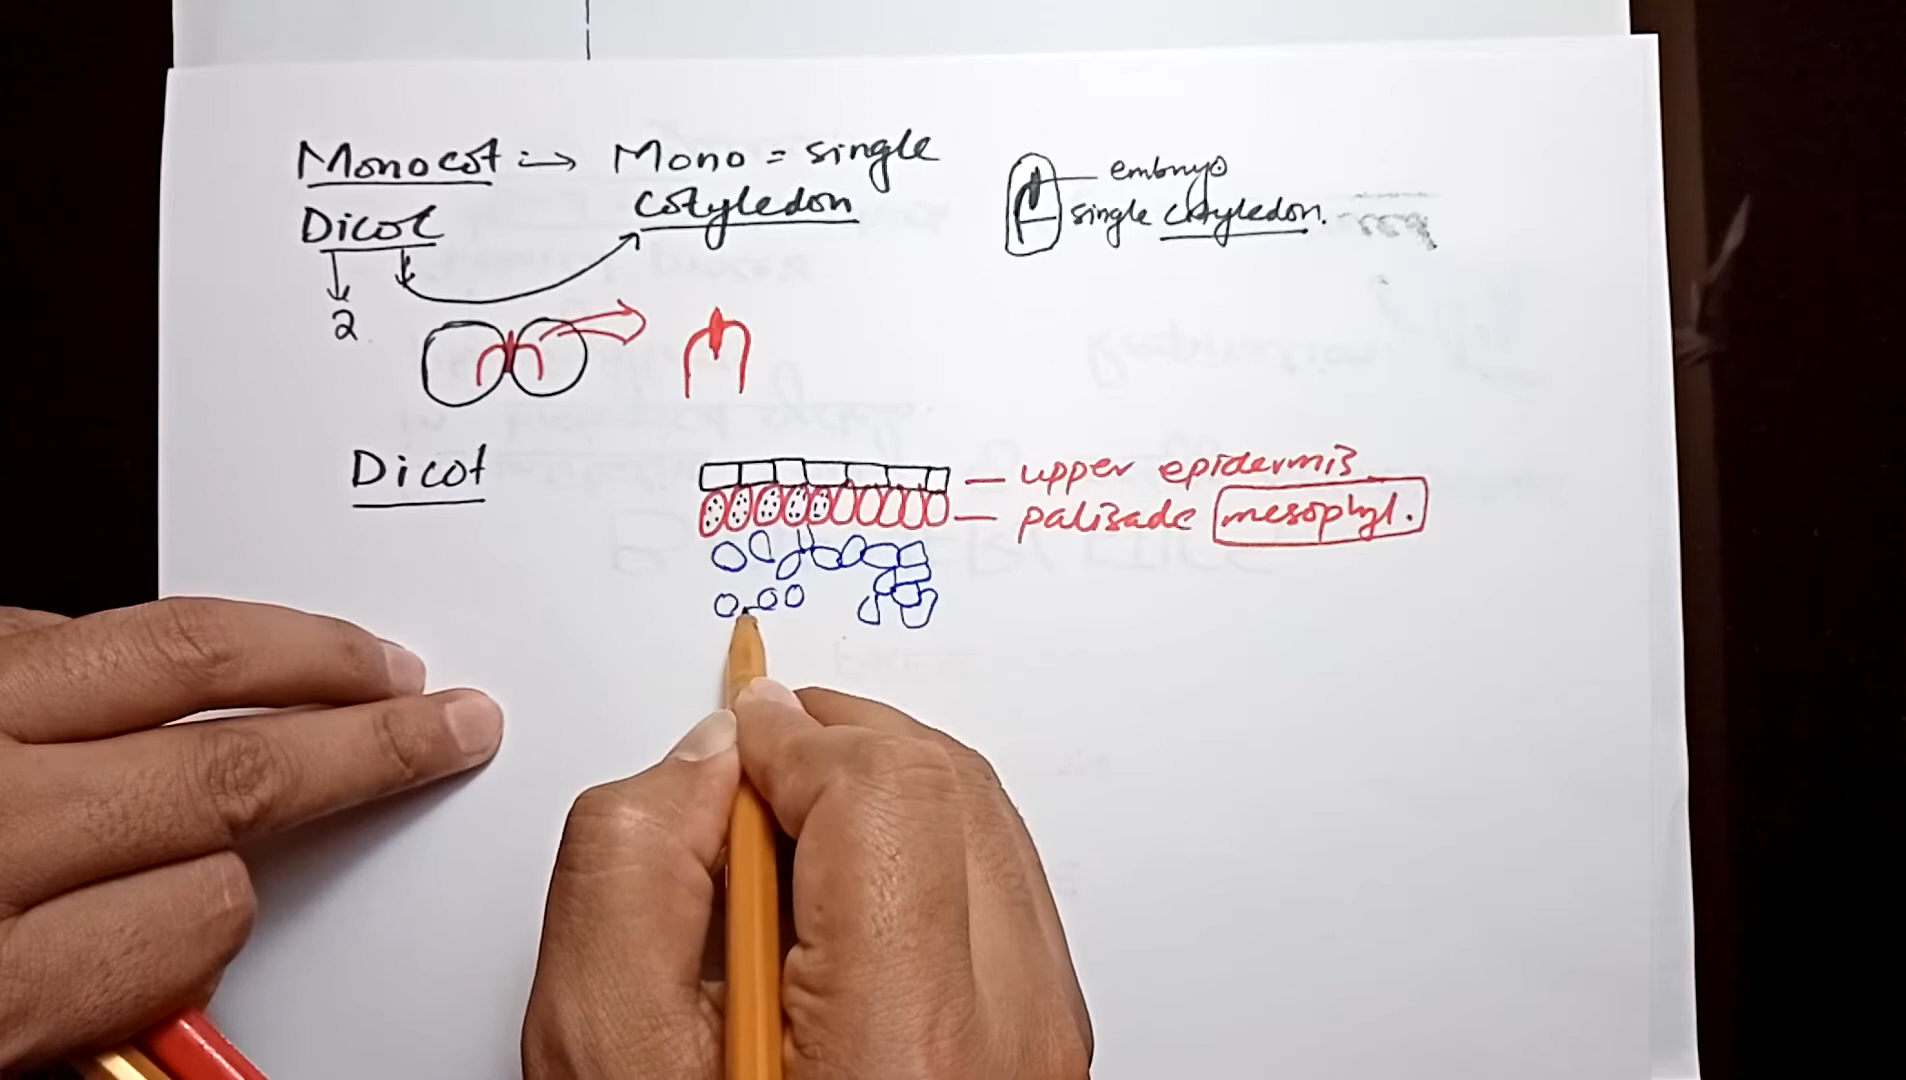 Monocot :→ Mono = single
cotyledon
Dicot
2
embryo
single cotyledon.
Dicot
upper epidermis
palisade mesophyl.